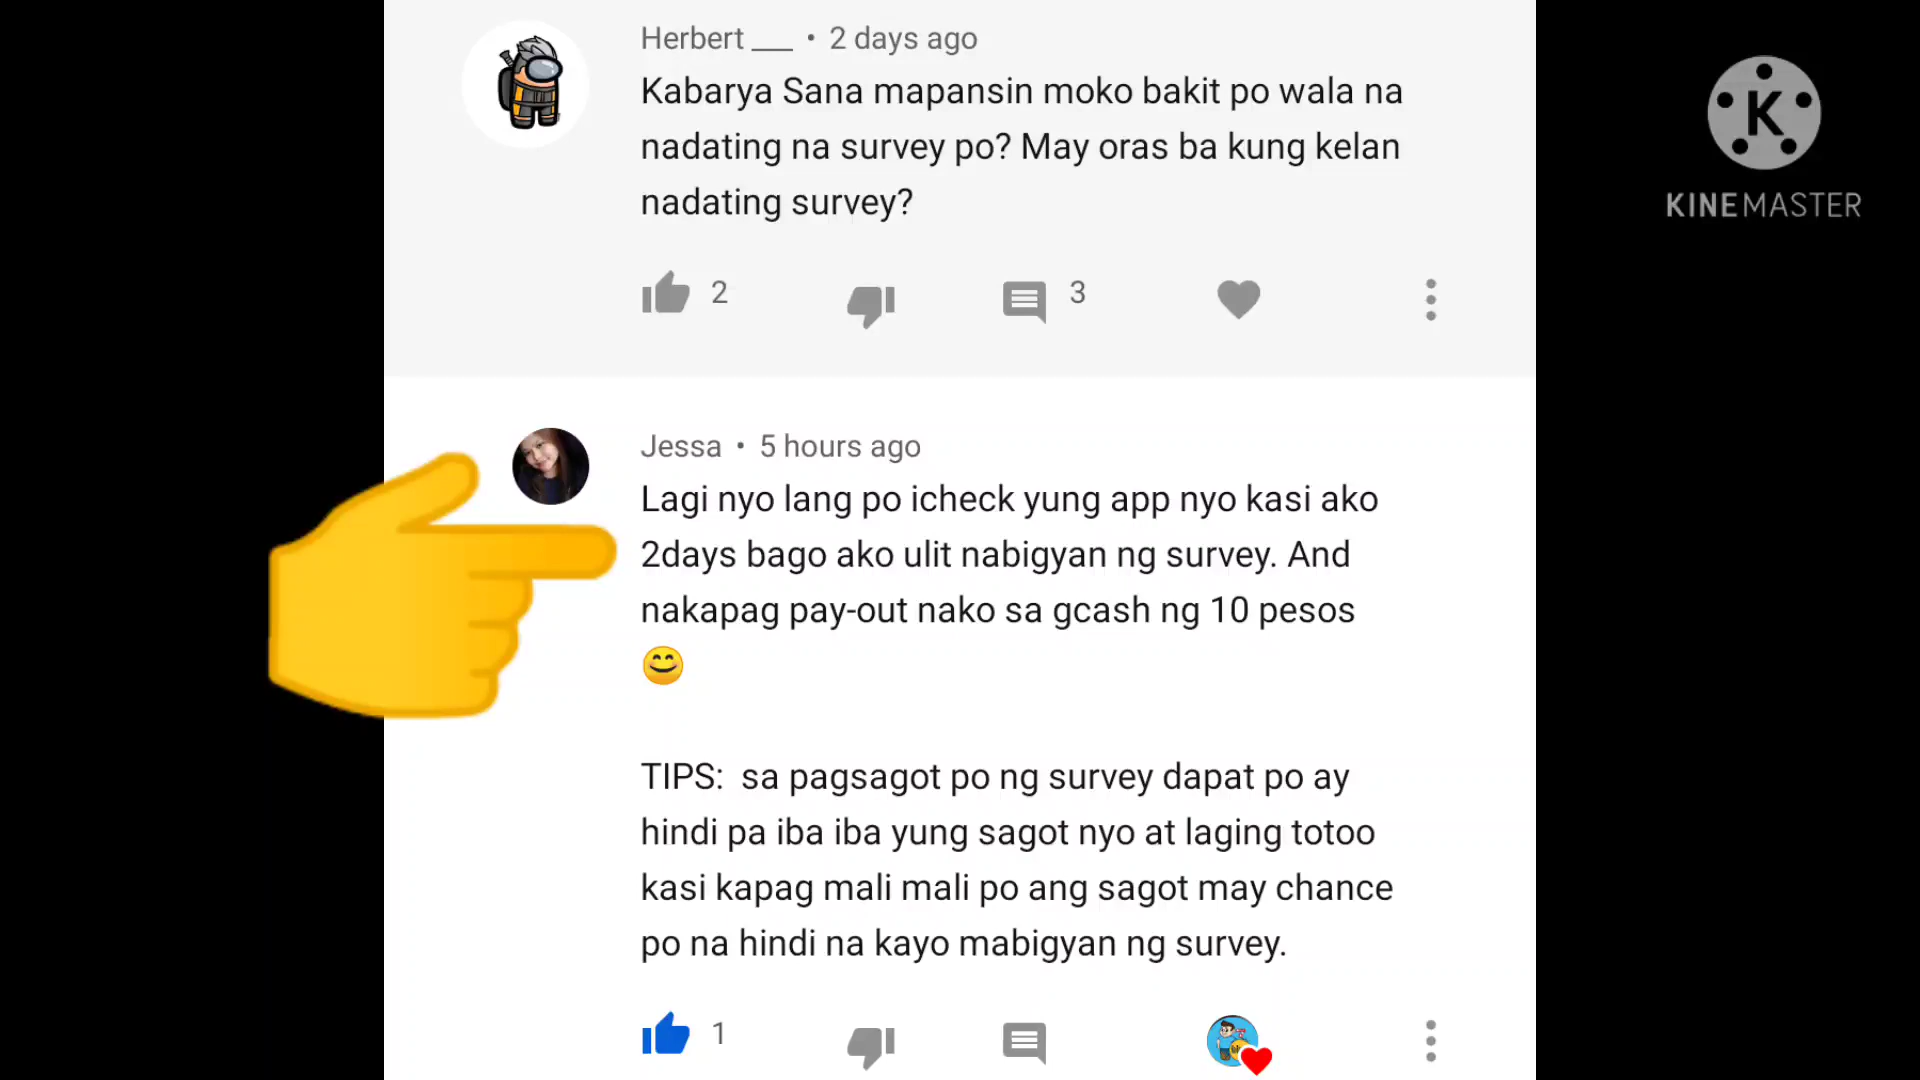 Herbert ___ • 2 days ago
Kabarya Sana mapansin moko bakit po wala na
nadating na survey po? May oras ba kung kelan
nadating survey?
2
3
K
KINEMASTER
Jessa • 5 hours ago
Lagi nyo lang po icheck yung app nyo kasi ako
2days bago ako ulit nabigyan ng survey. And
nakapag pay-out nako sa gcash ng 10 pesos
😊
TIPS:  sa pagsagot po ng survey dapat po ay
hindi pa iba iba yung sagot nyo at laging totoo
kasi kapag mali mali po ang sagot may chance
po na hindi na kayo mabigyan ng survey.
1